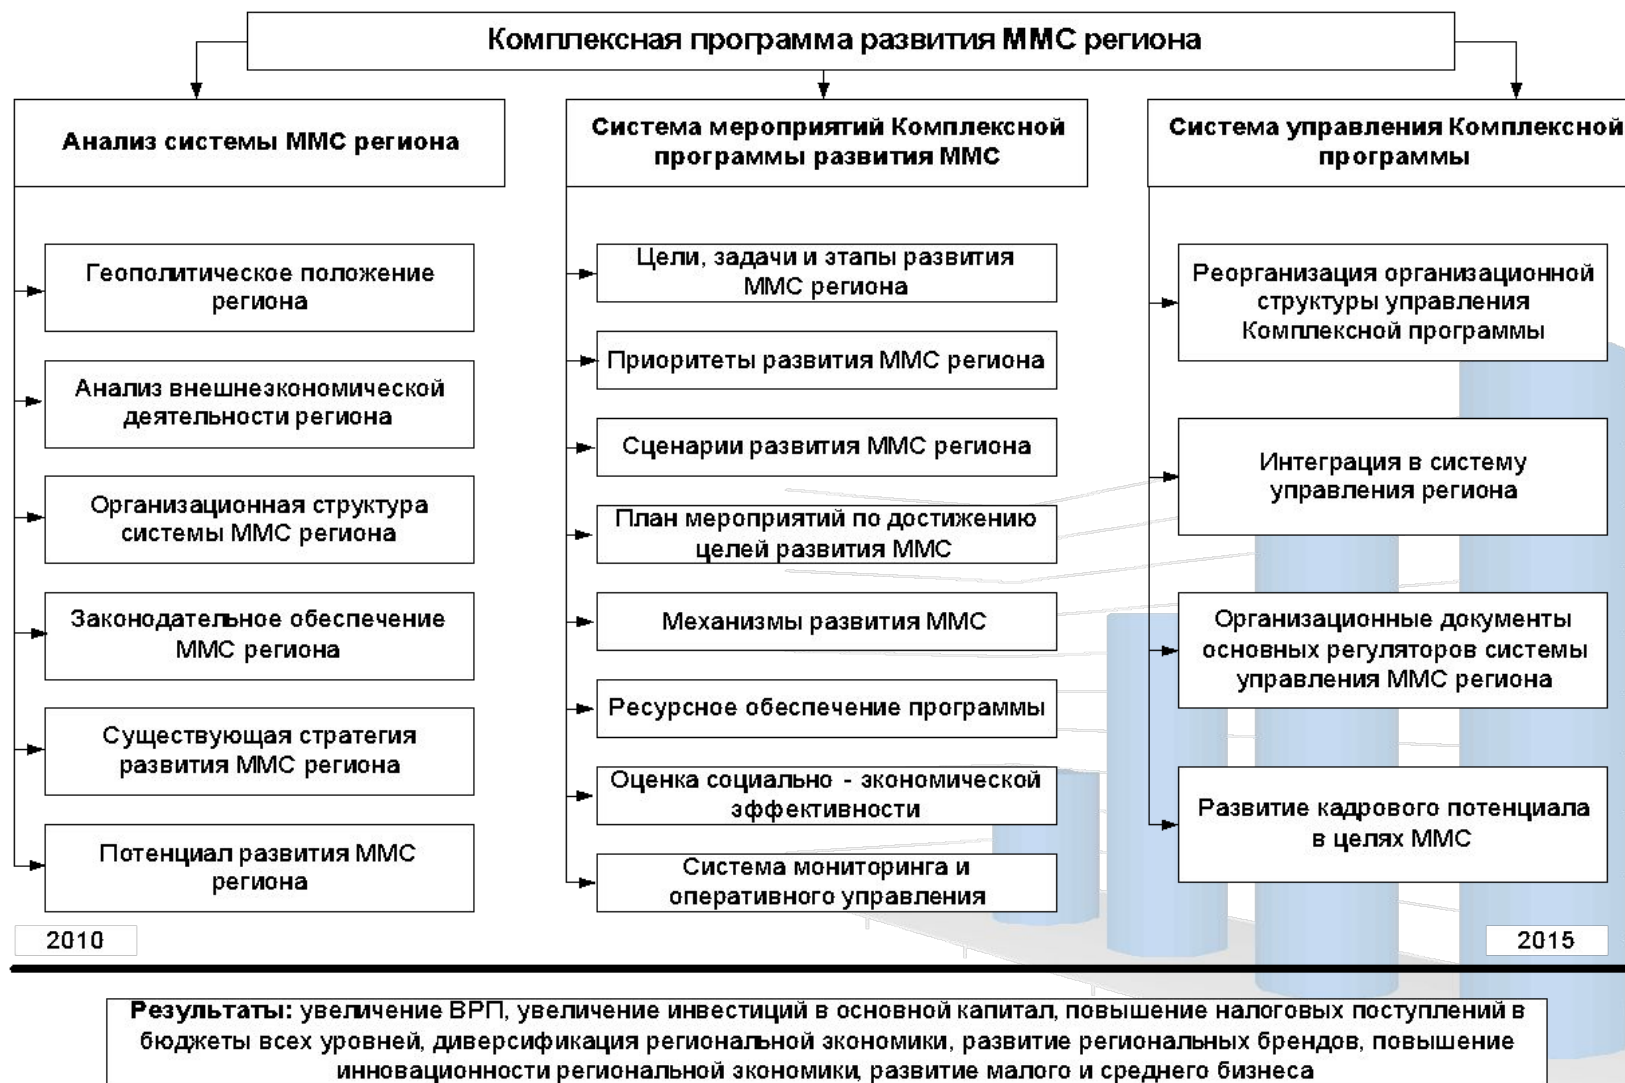 Комплексная программа развития ММС региона
Анализ системы ММС региона
Геополитическое положение
региона
Анализ внешнезкономической
деятельности региона
Организационная структура
системы ММС региона
Законодательное обеспечение
ММС региона
Существующая стратегия
развития ММС региона
Потенциал развития ММС
региона
Система мероприятий Комплексной
программы развития ММС
Цели, задачи и этапы развития
ММС региона
Приоритеты развития ММС региона
Сценарии развития ММС региона
План мероприятий по достижению
целей развития ММС
Механизмы развития ММС
Ресурсное обеспечение программы
Оценка социально - экономической
эффективности
Система мониторинга и
оперативного управления
Система управления Комплексной
программы
Реорганизация организационной
структуры управления
Комплексной программы
Интеграция в систему
управления региона
Организационные документы
основных регуляторов системы
управления ММС региона
Развитие кадрового потенциала
в целях ММС
2010
2015
Результаты: увеличение ВРП, увеличение инвестиций в основной капитал, повышение налоговых поступлений в
бюджеты всех уровней, диверсификация региональной экономики, развитие региональных брендов, повышение
инновационности региональной экономики, развитие малого и среднего бизнеса